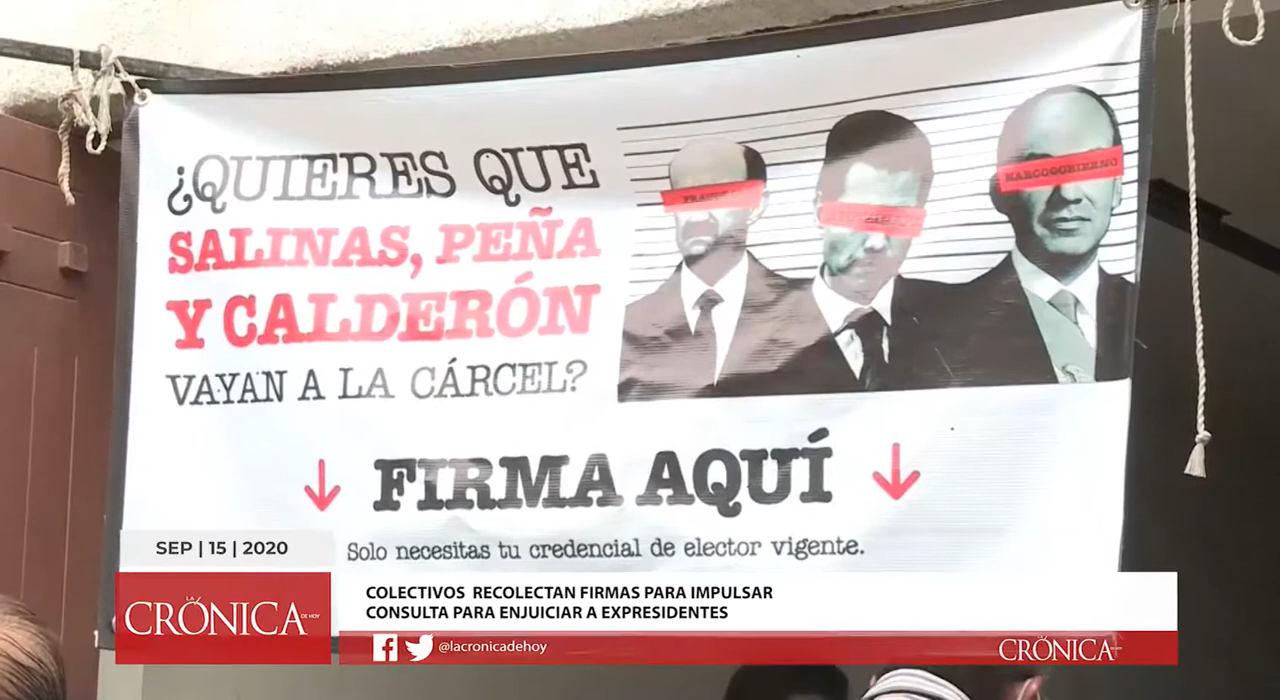 ¿QUIERES QUE
SALINAS, PEÑA
Y CALDERÓN
VAYAN A LA CÁRCEL?
NARCOGOBIERNO
FIRMA AQUÍ
Solo necesitas tu credencial de elector vigente.
SEP | 15 | 2020
LA
CRÓNICA
DE HOY
COLECTIVOS RECOLECTAN FIRMAS PARA IMPULSAR
CONSULTA PARA ENJUICIAR A EXPRESIDENTES
@lacronicadehoy
CRÓNICA